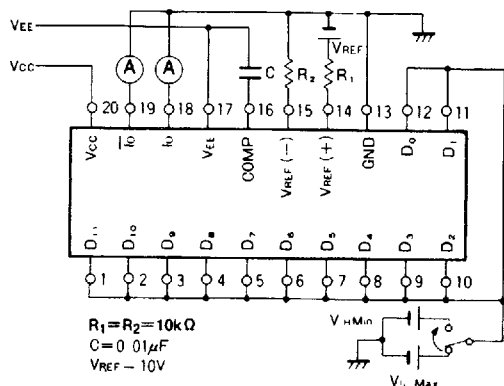 VEE
VCC
A A
C R2 VREF R1
20 19 18 17 16 15 14 13 12 11
VCC IO IO VEE COMP VREF(−) VREF(+) GND D0 D1
D11 D10 D9 D8 D7 D6 D5 D4 D3 D2
1 2 3 4 5 6 7 8 9 10
R1=R2=10kΩ
C=0 01μF
VREF−10V
VIHMin
VIL Max